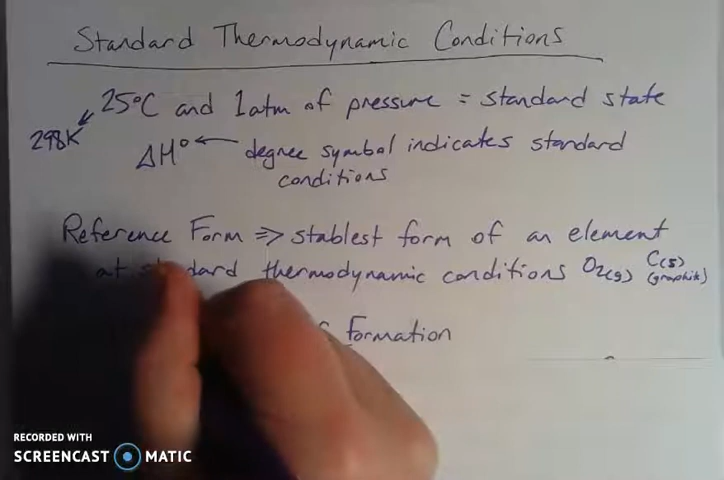 Standard Thermodynamic Conditions
25°C and 1atm of pressure = standard state
298K
ΔH° ← degree symbol indicates standard
conditions
Reference Form => stablest form of an element
at standard thermodynamic conditions O2(g) C(s)
(graphite)
Formation
RECORDED WITH
SCREENCAST MATIC